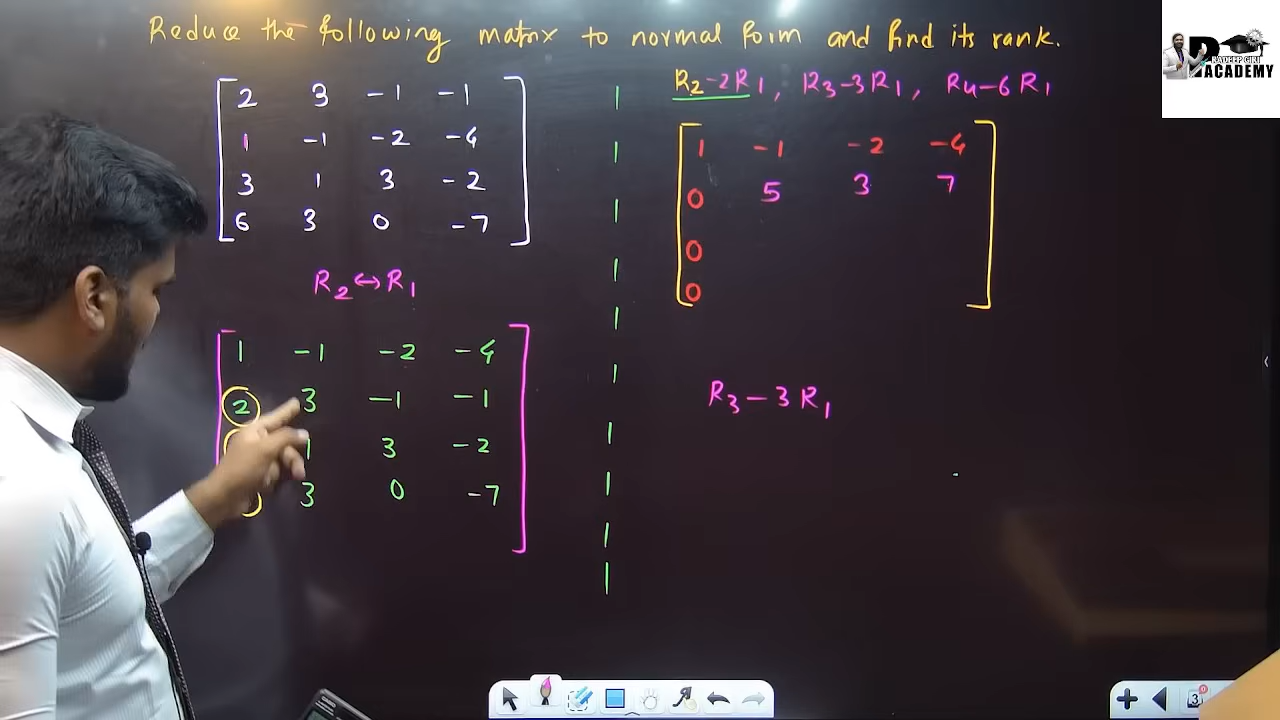 Reduce the following matrix to normal form and find its rank.
2 3 -1 -1
1 -1 -2 -4
3 1 3 -2
6 3 0 -7
R2 ↔ R1
1 -1 -2 -4
2 3 -1 -1
1 3 -2
3 0 -7
R2-2R1, R3-3R1, R4-6R1
1 -1 -2 -4
0 5 3 7
0
0
R3-3R1
ACADEMY
3